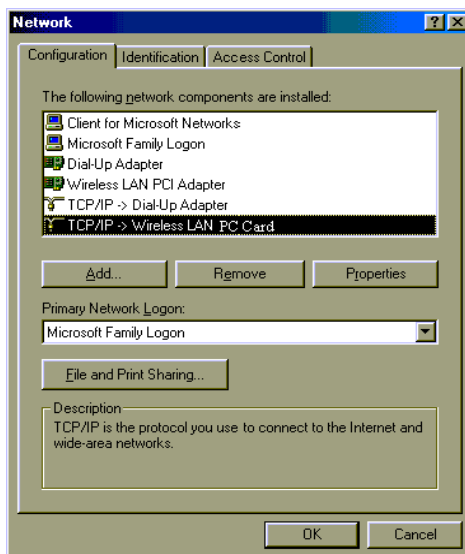 Network
Configuration Identification Access Control
The following network components are installed:
Client for Microsoft Networks
Microsoft Family Logon
Dial-Up Adapter
Wireless LAN PCI Adapter
TCP/IP -> Dial-Up Adapter
TCP/IP -> Wireless LAN PC Card
Add... Remove Properties
Primary Network Logon:
Microsoft Family Logon
File and Print Sharing...
Description
TCP/IP is the protocol you use to connect to the Internet and
wide-area networks.
OK Cancel